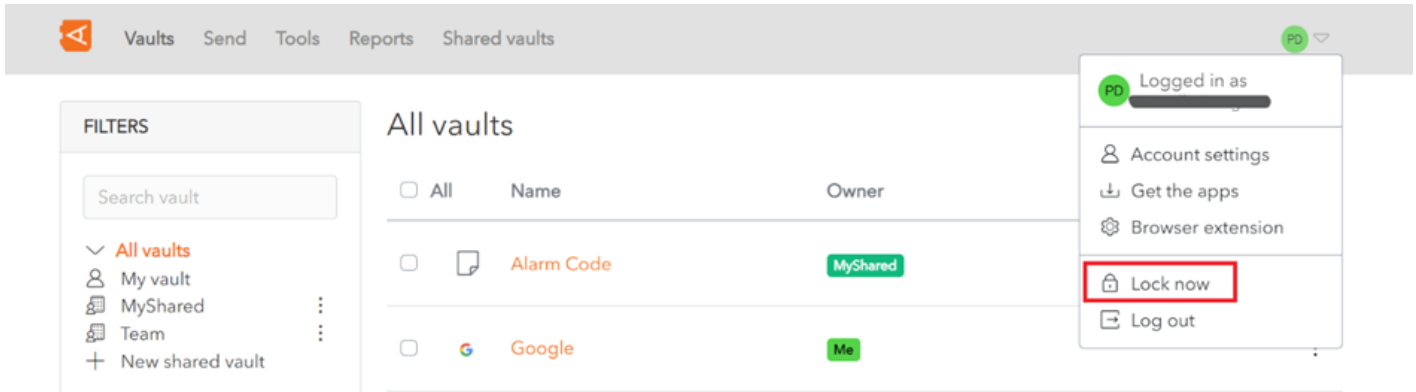 Vaults Send Tools Reports Shared vaults PD
PD Logged in as
Account settings
Get the apps
Browser extension
Lock now
Log out
FILTERS
Search vault
All vaults
My vault
MyShared
Team
New shared vault
All vaults
All Name Owner
Alarm Code MyShared
Google Me